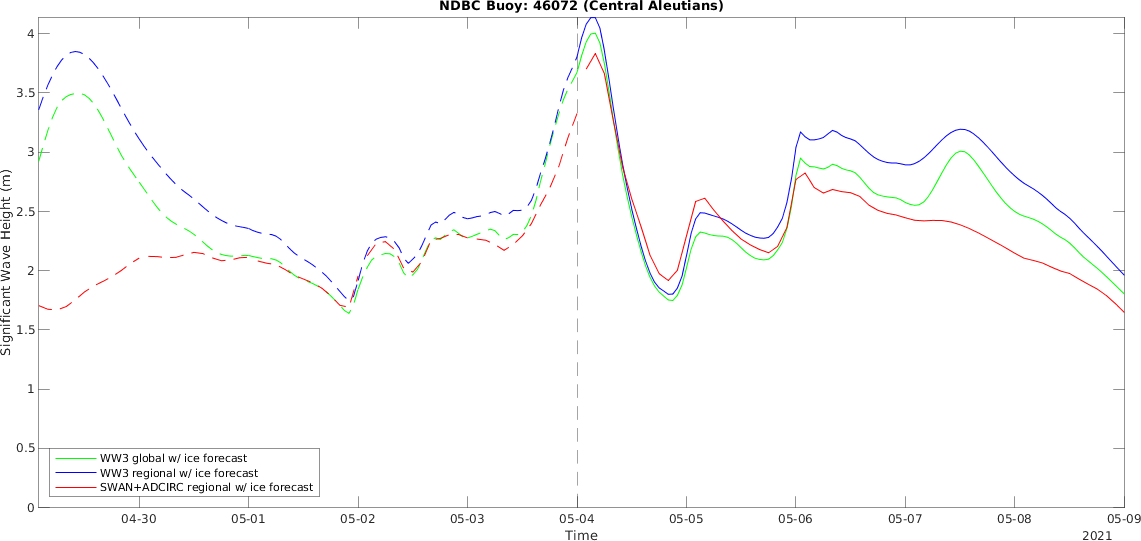 NDBC Buoy: 46072 (Central Aleutians)
Significant Wave Height (m)
4
3.5
3
2.5
2
1.5
1
0.5
0
WW3 global w/ ice forecast
WW3 regional w/ ice forecast
SWAN+ADCIRC regional w/ ice forecast
04-30 05-01 05-02 05-03 05-04 05-05 05-06 05-07 05-08 05-09
Time
2021